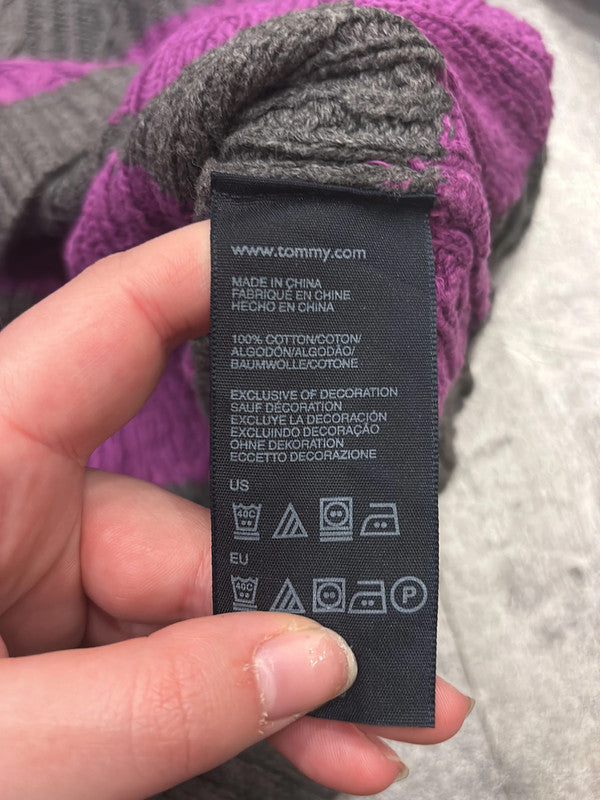 www.tommy.com
MADE IN CHINA
FABRIQUÉ EN CHINE
HECHO EN CHINA
100% COTTON/COTON/
ALGODÓN/ALGODÃO/
BAUMWOLLE/COTONE
EXCLUSIVE OF DECORATION
SAUF DÉCORATION
EXCLUYE LA DECORACIÓN
EXCLUINDO DECORAÇÃO
OHNE DEKORATION
ECCETTO DECORAZIONE
US
40C
EU
40C P